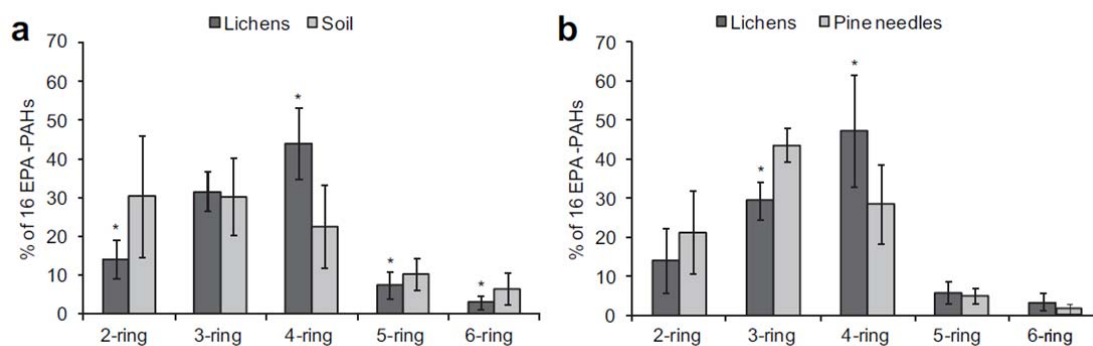 a
Lichens Soil
% of 16 EPA-PAHs
70
60
50
40
30
20
10
0
*
*
*
*
2-ring 3-ring 4-ring 5-ring 6-ring
b
Lichens Pine needles
% of 16 EPA-PAHs
70
60
50
40
30
20
10
0
*
*
2-ring 3-ring 4-ring 5-ring 6-ring